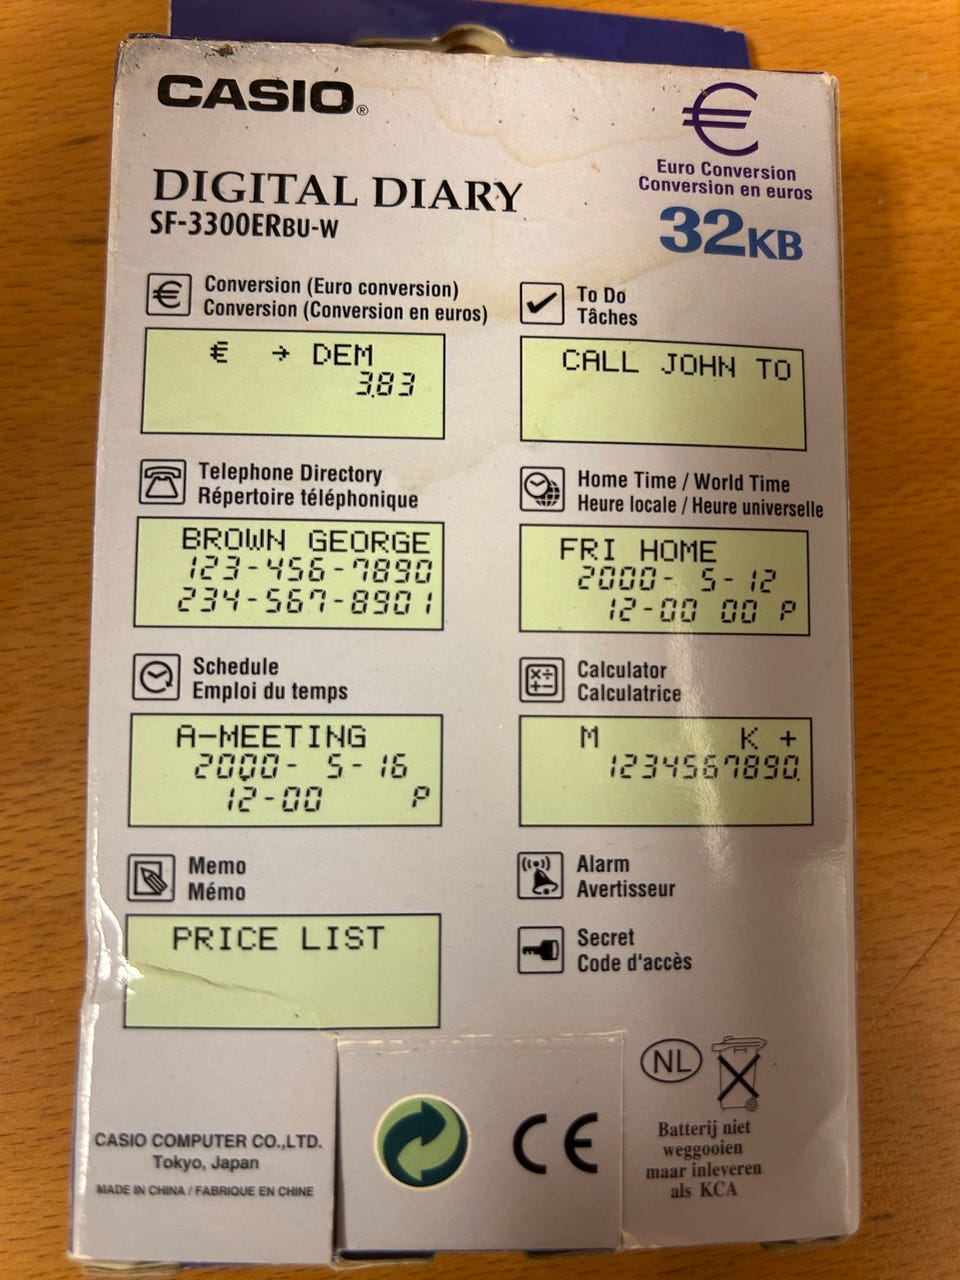 CASIO®
€
Euro Conversion
Conversion en euros
DIGITAL DIARY
SF-3300ERBU-W
32KB
€
Conversion (Euro conversion)
Conversion (Conversion en euros)
€ → DEM
3.83
To Do
Tâches
CALL JOHN TO
Telephone Directory
Répertoire téléphonique
BROWN GEORGE
123-456-7890
234-567-8901
Home Time / World Time
Heure locale / Heure universelle
FRI HOME
2000- 5-12
12-00 00 P
Schedule
Emploi du temps
A-MEETING
2000- 5-16
12-00 P
Calculator
Calculatrice
M K +
1234567890.
Memo
Mémo
PRICE LIST
Alarm
Avertisseur
Secret
Code d'accès
CASIO COMPUTER CO.,LTD.
Tokyo, Japan
MADE IN CHINA / FABRIQUE EN CHINE
CE
NL
Batterij niet
weggooien
maar inleveren
als KCA